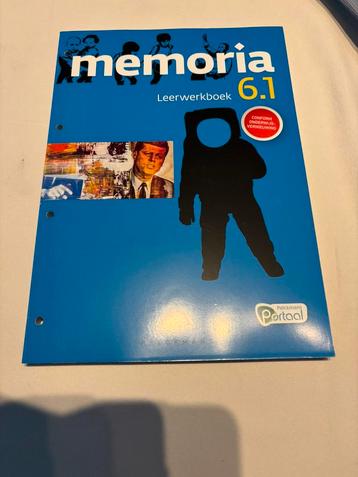 memoria
Leerwerkboek 6.1
CONFORM
ONDERWIJS-
VERNIEUWING
Pelckmans
Portaal